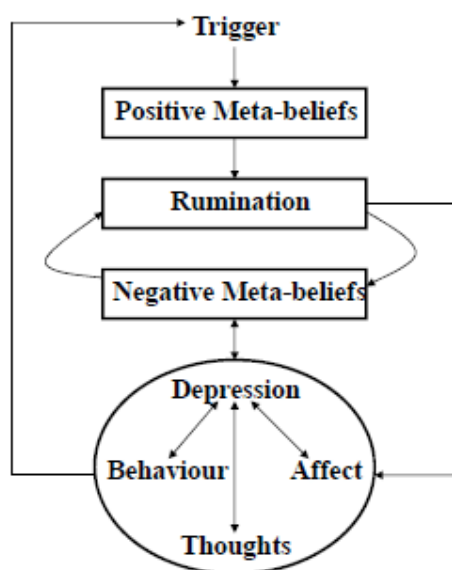 Trigger
Positive Meta-beliefs
Rumination
Negative Meta-beliefs
Depression
Behaviour Affect
Thoughts